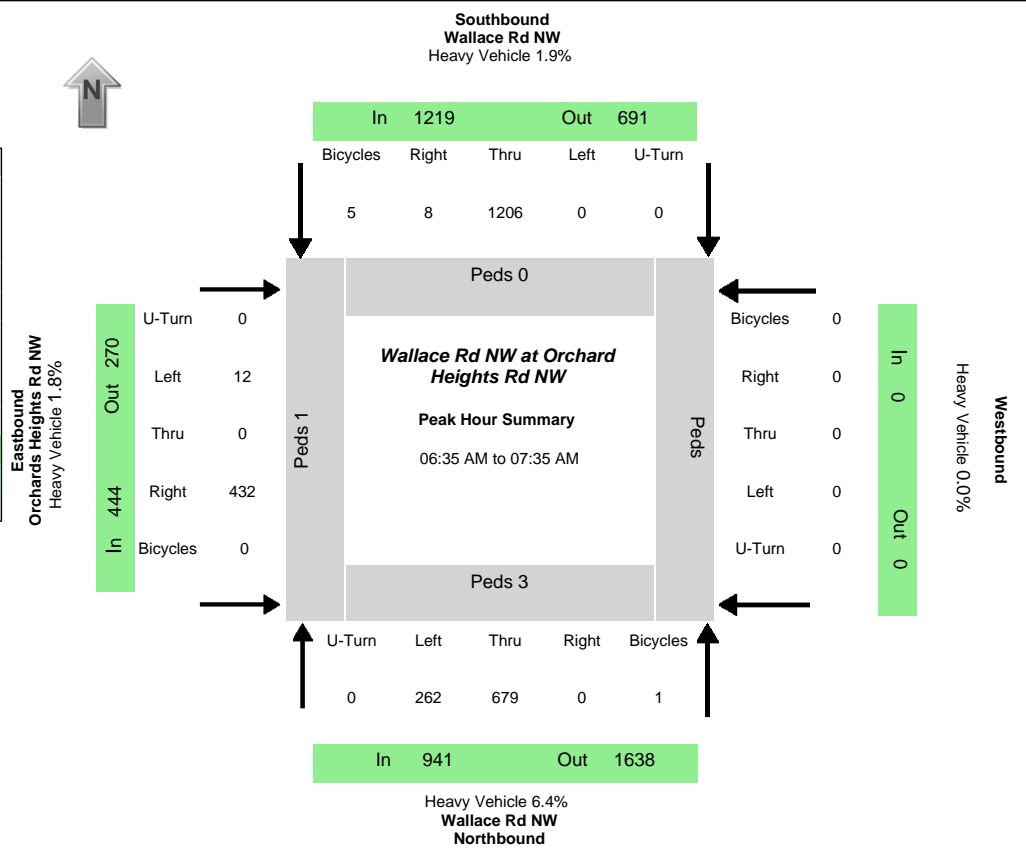 Southbound
Wallace Rd NW
Heavy Vehicle 1.9%
N
In 1219 Out 691
Bicycles Right Thru Left U-Turn
5 8 1206 0 0
Peds 0
Eastbound
Orchards Heights Rd NW
Heavy Vehicle 1.8%
Out 270
In 444
U-Turn 0
Left 12
Thru 0
Right 432
Bicycles 0
Peds 1
Wallace Rd NW at Orchard
Heights Rd NW
Peak Hour Summary
06:35 AM to 07:35 AM
Peds
Bicycles 0
Right 0
Thru 0
Left 0
U-Turn 0
In 0
Out 0
Heavy Vehicle 0.0%
Westbound
Peds 3
U-Turn Left Thru Right Bicycles
0 262 679 0 1
In 941 Out 1638
Heavy Vehicle 6.4%
Wallace Rd NW
Northbound